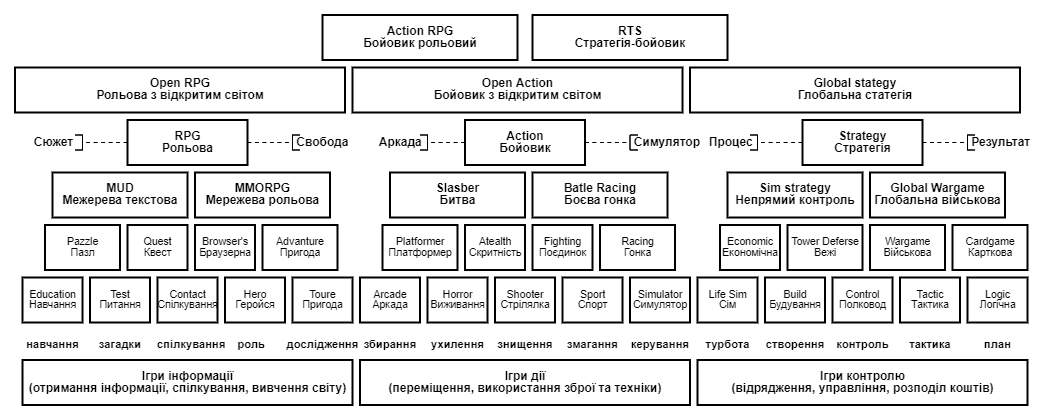 Action RPG
Бойовик рольовий
RTS
Стратегія-бойовик
Open RPG
Рольова з відкритим світом
Open Action
Бойовик з відкритим світом
Global stategy
Глобальна статегія
Сюжет
RPG
Рольова
Свобода
Аркада
Action
Бойовик
Симулятор
Процес
Strategy
Стратегія
Результат
MUD
Межерева текстова
MMORPG
Мережева рольова
Slasber
Битва
Batle Racing
Боєва гонка
Sim strategy
Непрямий контроль
Global Wargame
Глобальна військова
Pazzle
Пазл
Quest
Квест
Browser's
Браузерна
Advanture
Пригода
Platformer
Платформер
Atealth
Скритність
Fighting
Поєдинок
Racing
Гонка
Economic
Економічна
Tower Deferse
Вежі
Wargame
Військова
Cardgame
Карткова
Education
Навчання
Test
Питання
Contact
Спілкування
Hero
Геройся
Toure
Пригода
Arcade
Аркада
Horror
Виживання
Shooter
Стрілялка
Sport
Спорт
Simulator
Симулятор
Life Sim
Сім
Build
Будування
Control
Полковод
Tactic
Тактика
Logic
Логічна
навчання загадки спілкування роль дослідження збирання ухилення знищення змагання керування турбота створення контроль тактика план
Ігри інформації
(отримання інформації, спілкування, вивчення світу)
Ігри дії
(переміщення, використання зброї та техніки)
Ігри контролю
(відрядження, управління, розподіл коштів)